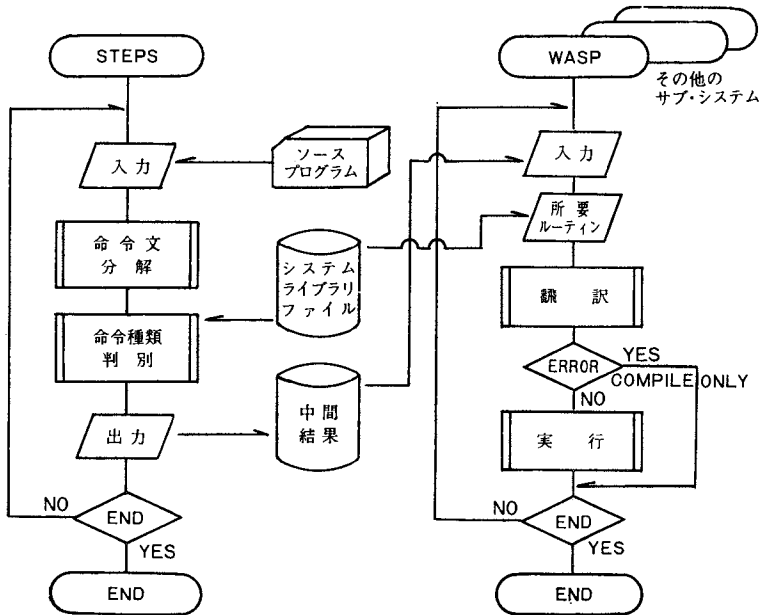 STEPS
入力
ソース
プログラム
命令文
分解
システム
ライブラリ
ファイル
命令種類
判別
出力
中間
結果
NO
END
YES
END
WASP
その他の
サブ・システム
入力
所要
ルーティン
飜訳
ERROR
YES
COMPILE ONLY
NO
実行
NO
END
YES
END